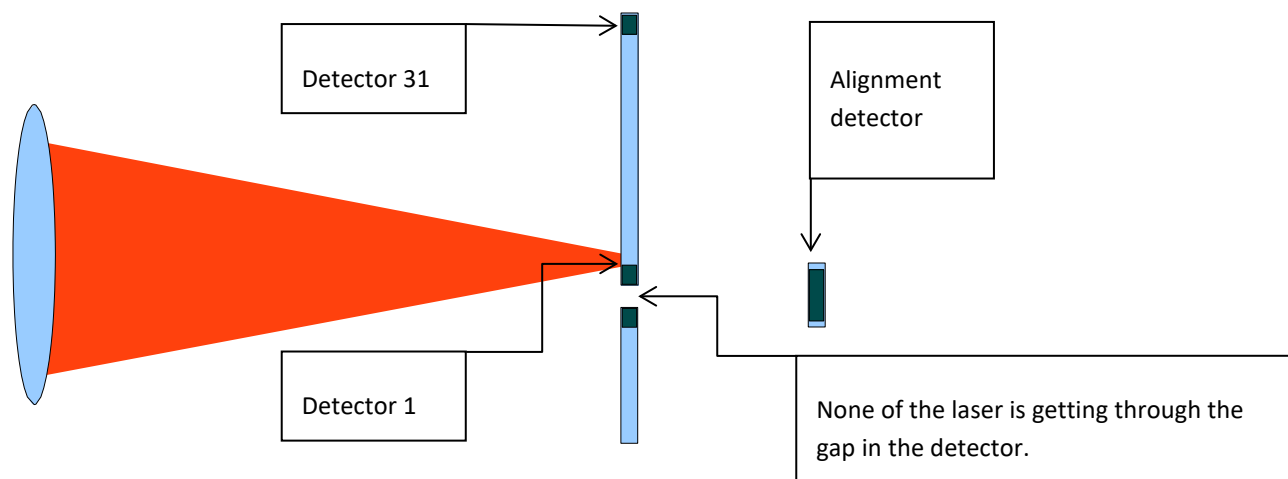 Detector 31
Alignment
detector
Detector 1
None of the laser is getting through the
gap in the detector.